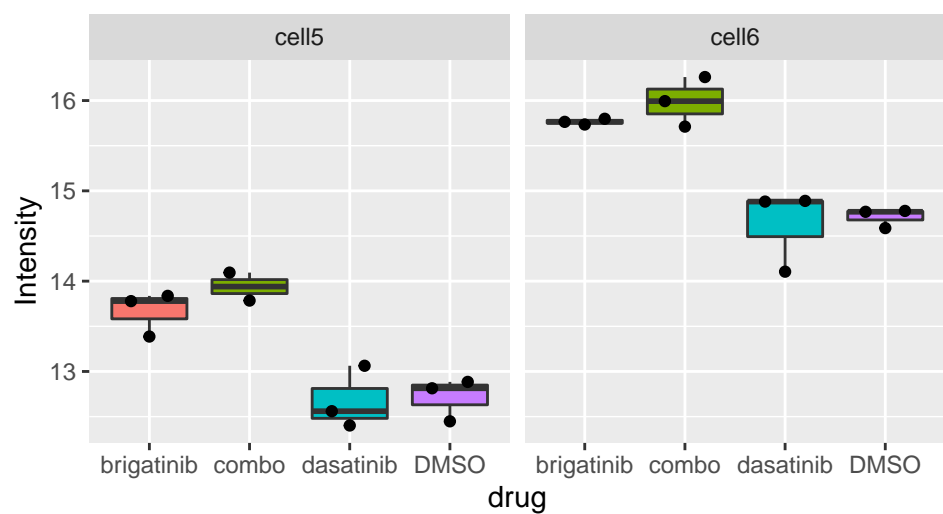 cell5 cell6
16
15
14
13
Intensity
brigatinib combo dasatinib DMSO brigatinib combo dasatinib DMSO
drug